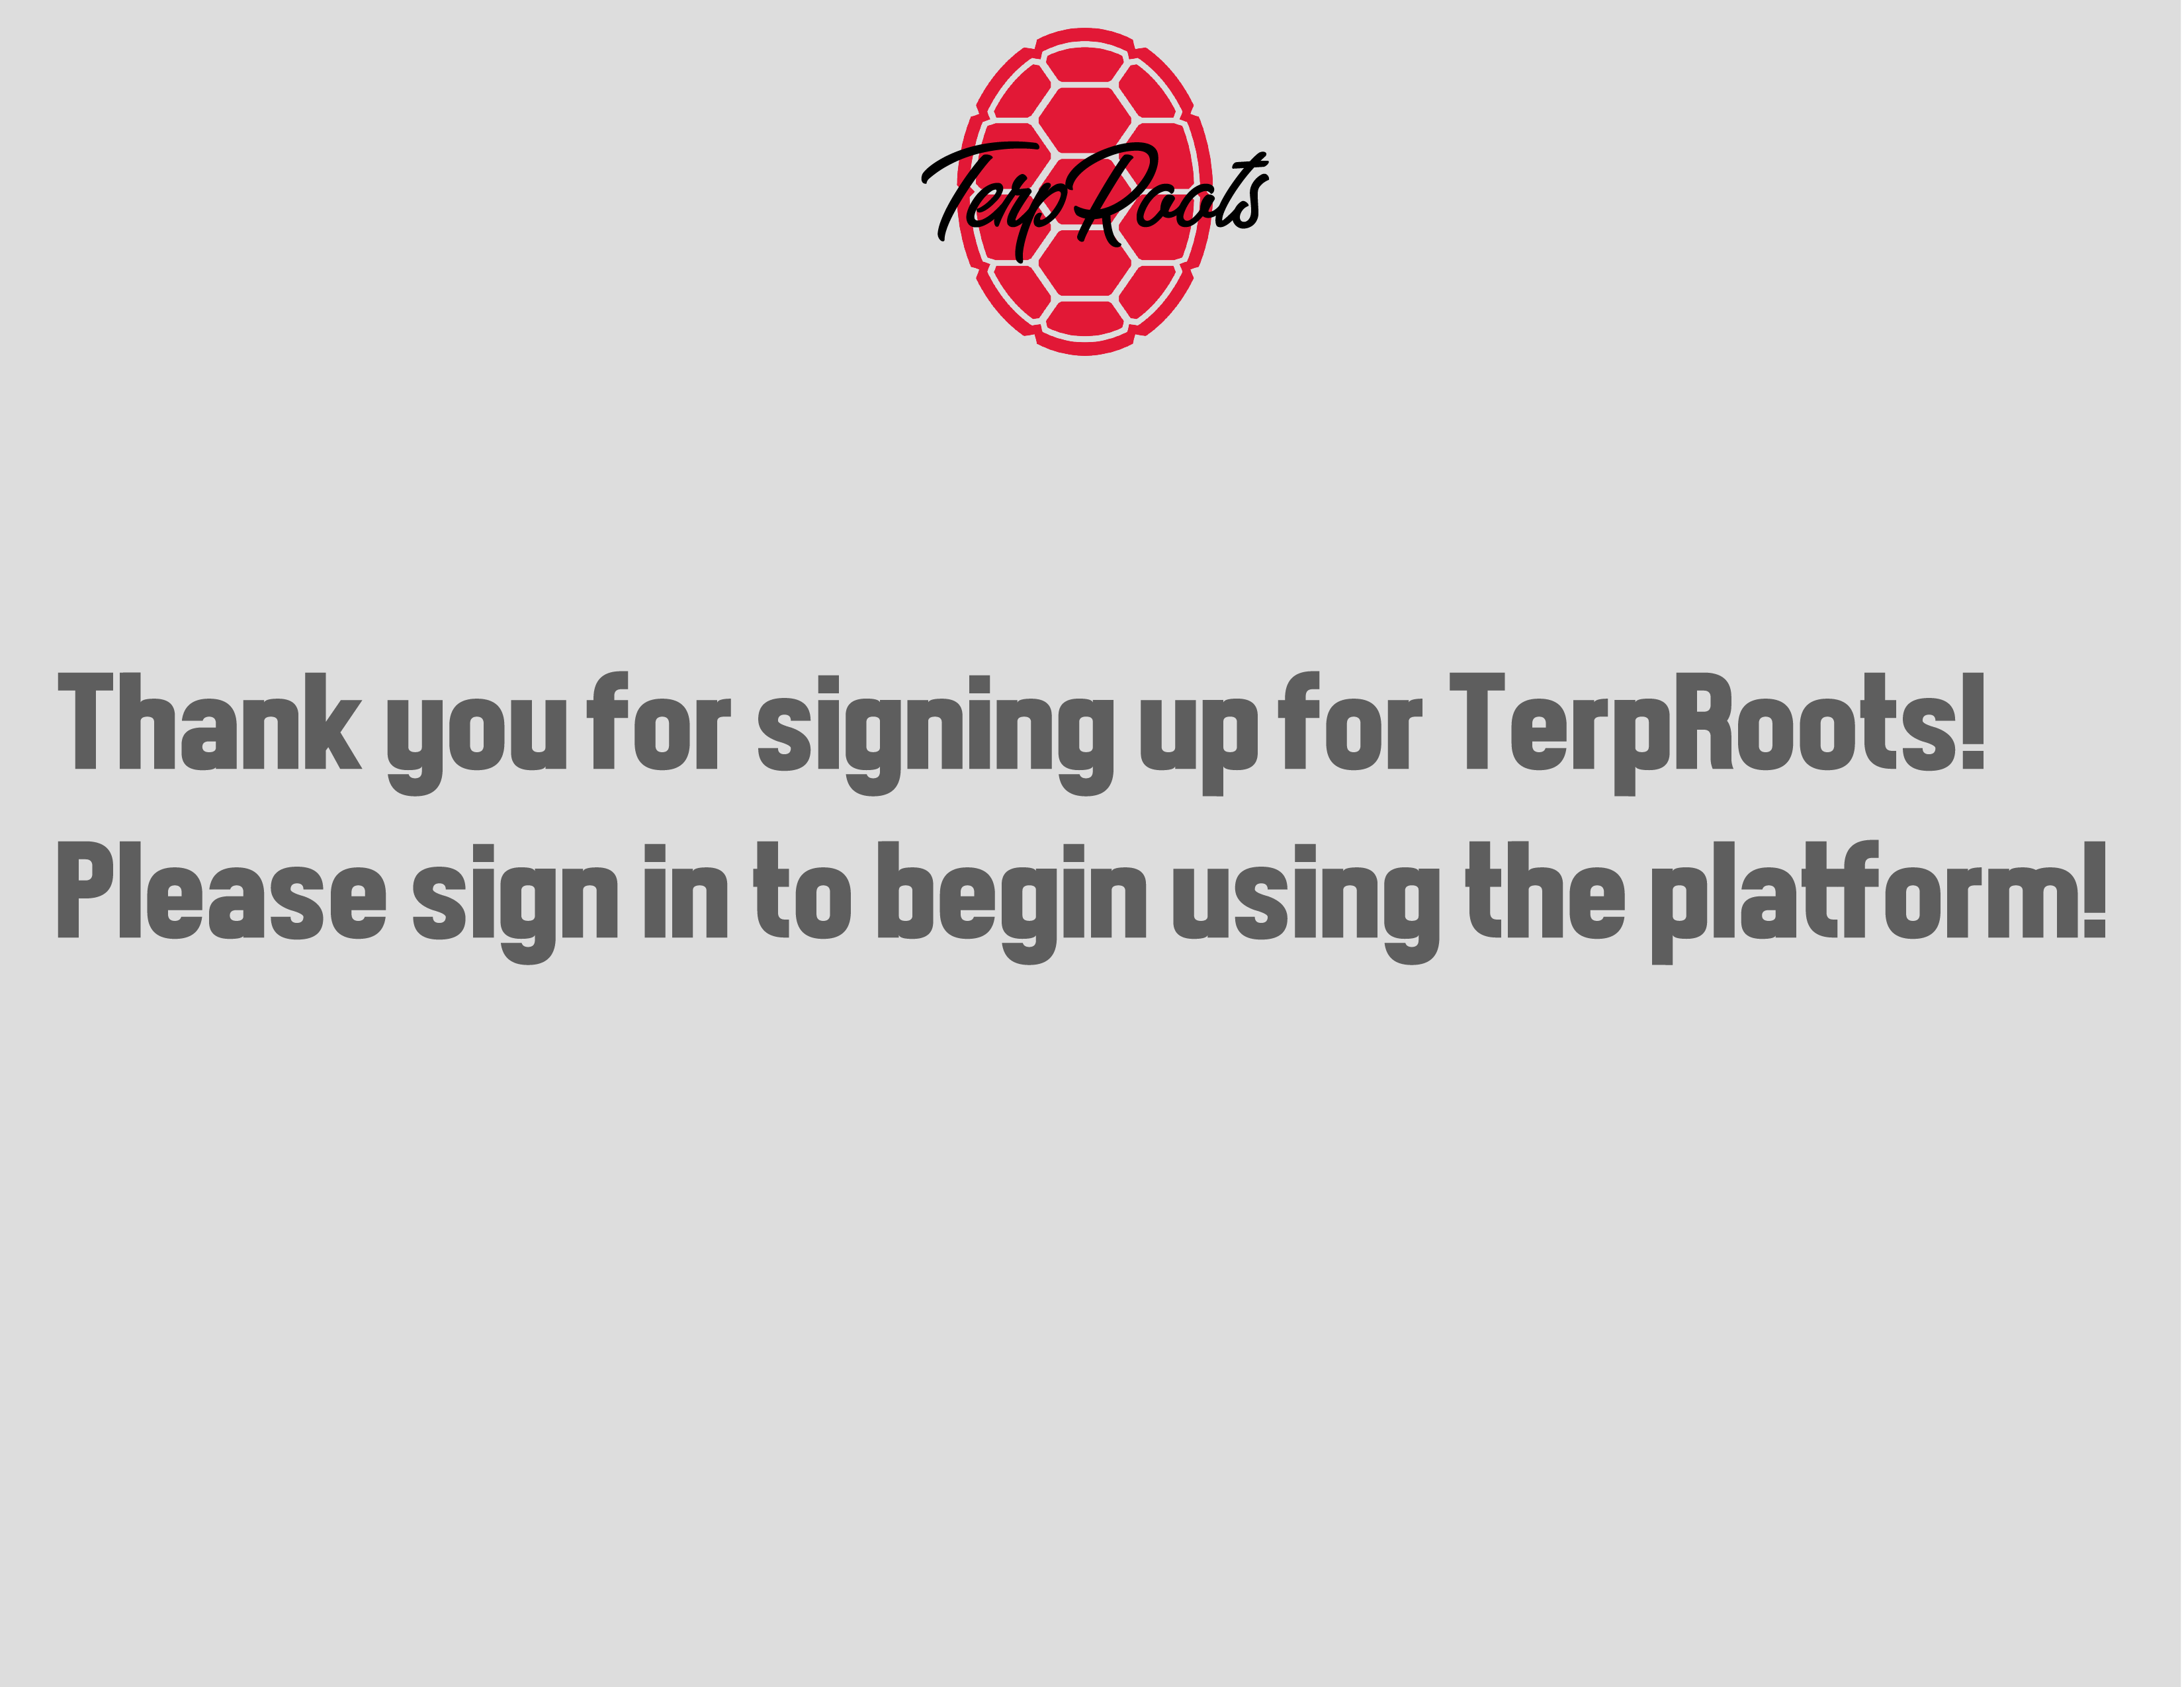 TerpRoots
Thank you for signing up for TerpRoots!
Please sign in to begin using the platform!